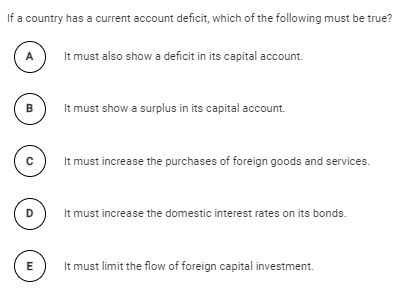 If a country has a current account deficit, which of the following must be true?
A It must also show a deficit in its capital account.
B It must show a surplus in its capital account.
C It must increase the purchases of foreign goods and services.
D It must increase the domestic interest rates on its bonds.
E It must limit the flow of foreign capital investment.